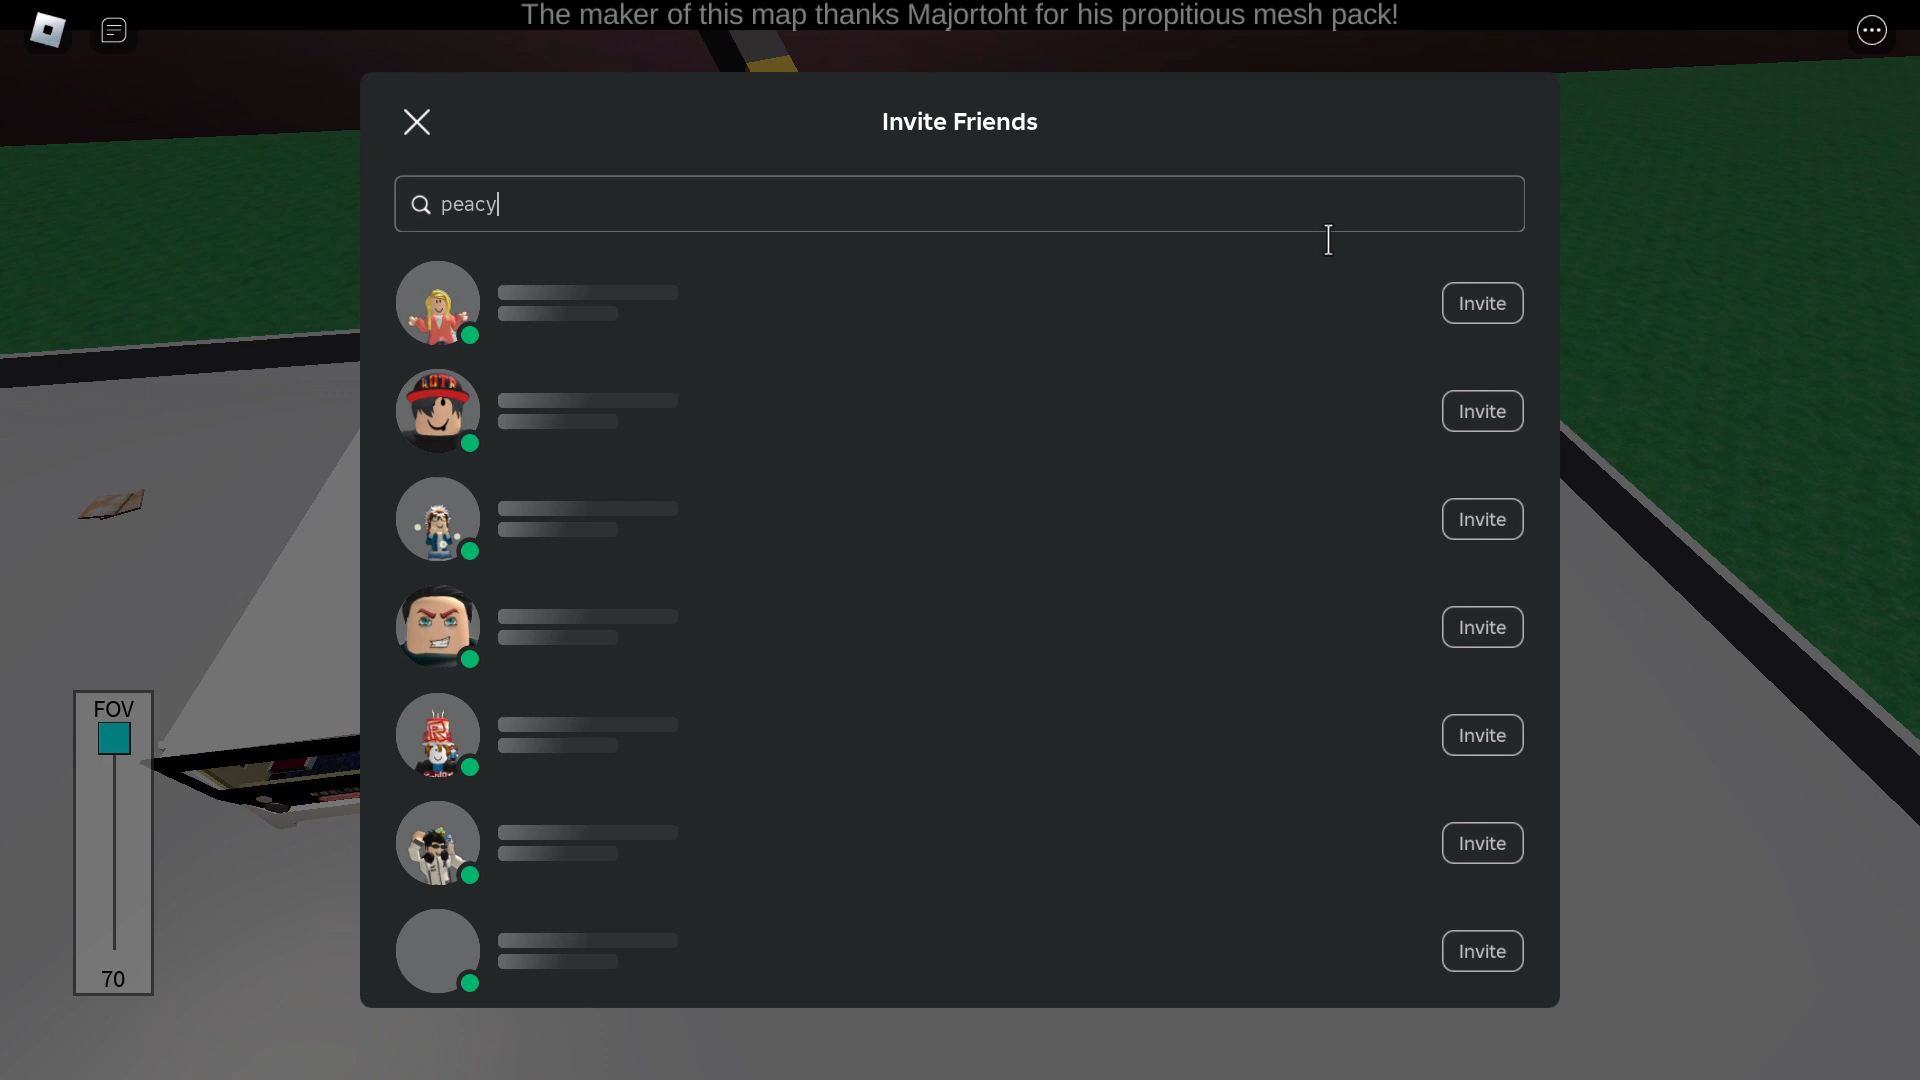 The maker of this map thanks Majortoht for his propitious mesh pack!
Invite Friends
peacy
Invite
AOTR
Invite
Invite
Invite
Invite
Invite
Invite
FOV
70